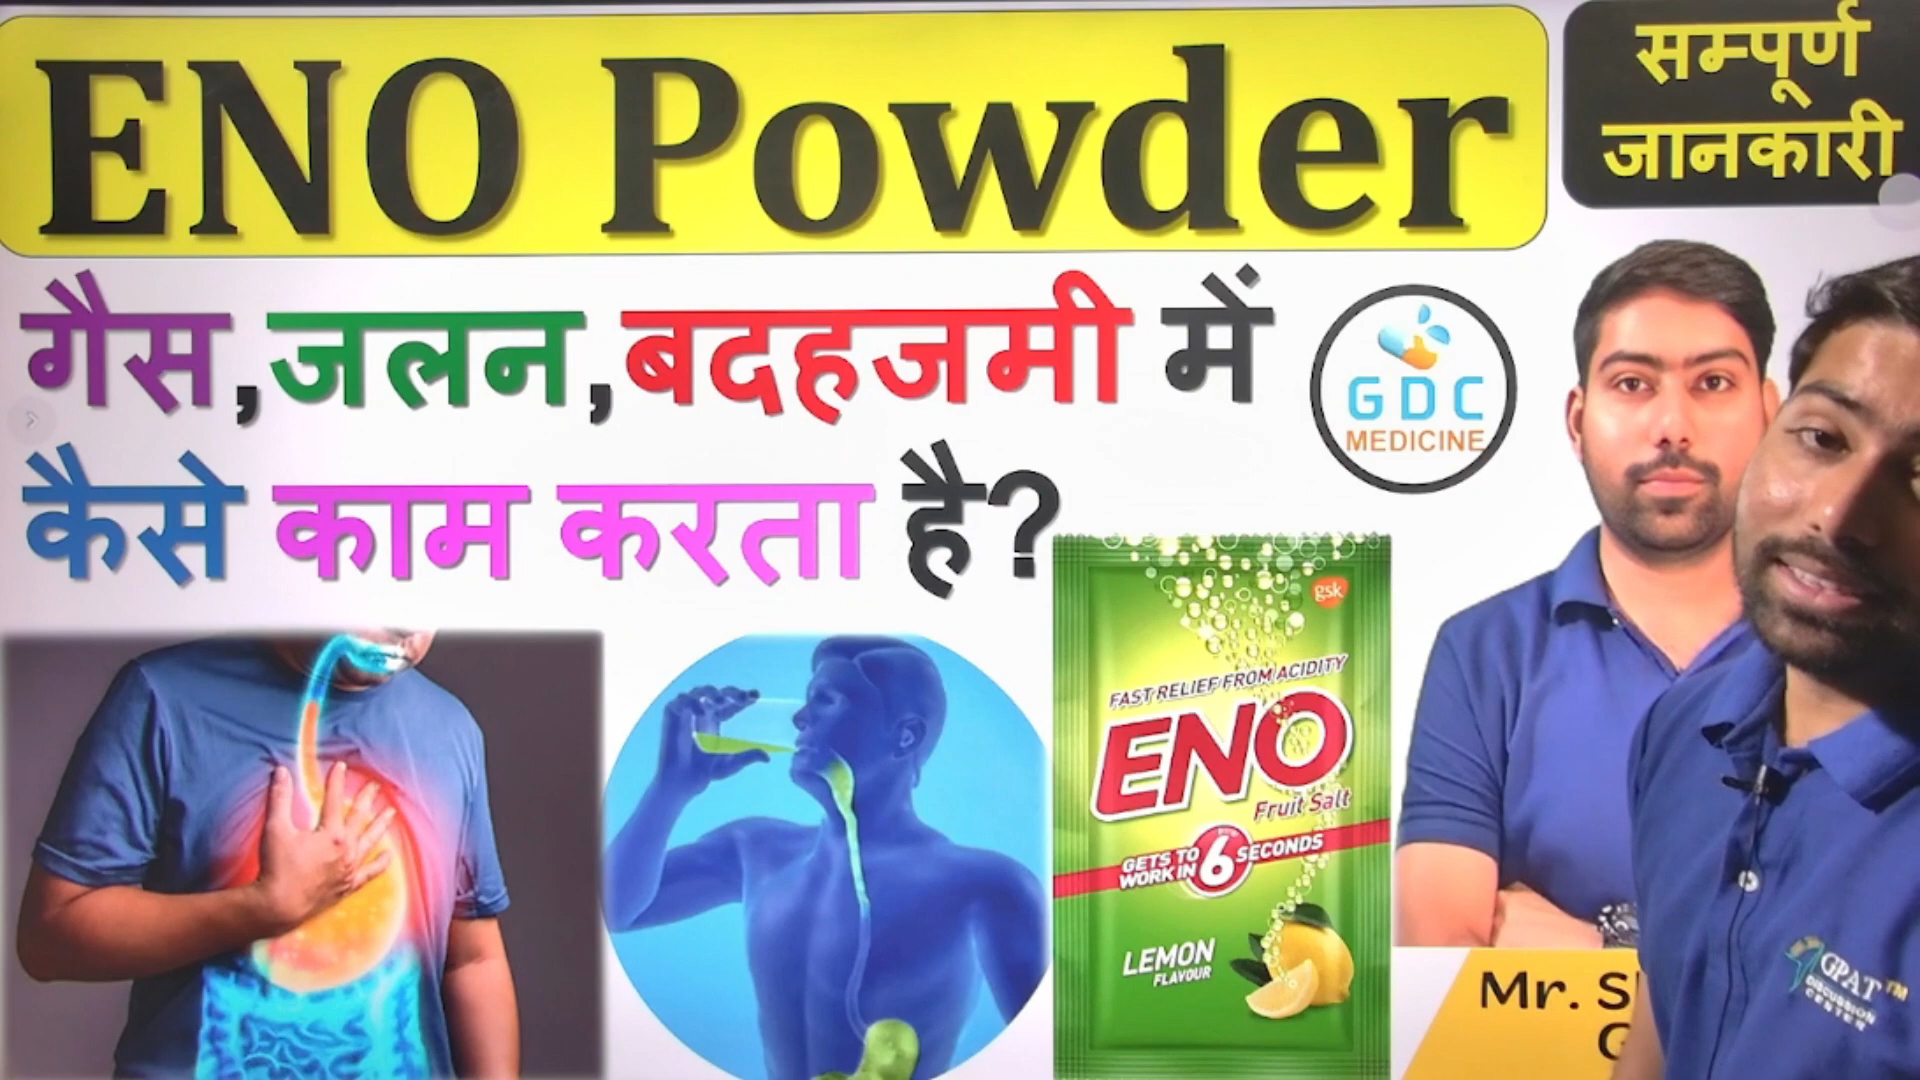 ENO Powder
सम्पूर्ण
जानकारी
गैस,जलन,बदहजमी में
कैसे काम करता है?
GDC
MEDICINE
gsk
FAST RELIEF FROM ACIDITY
ENO
Fruit Salt
GETS TO
WORK IN
6
SECONDS
LEMON
FLAVOUR
Mr.
GPAT™
DISCUSSION
CENTER